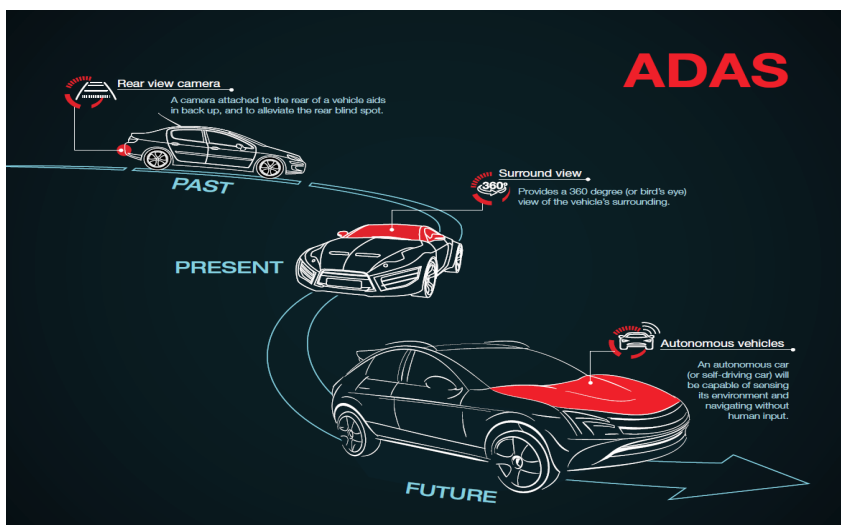 ADAS
Rear view camera
A camera attached to the rear of a vehicle aids
in back up, and to alleviate the rear blind spot.
PAST
Surround view
360º
Provides a 360 degree (or bird's eye)
view of the vehicle's surrounding.
PRESENT
Autonomous vehicles
An autonomous car
(or self-driving car) will
be capable of sensing
its environment and
navigating without
human input.
FUTURE